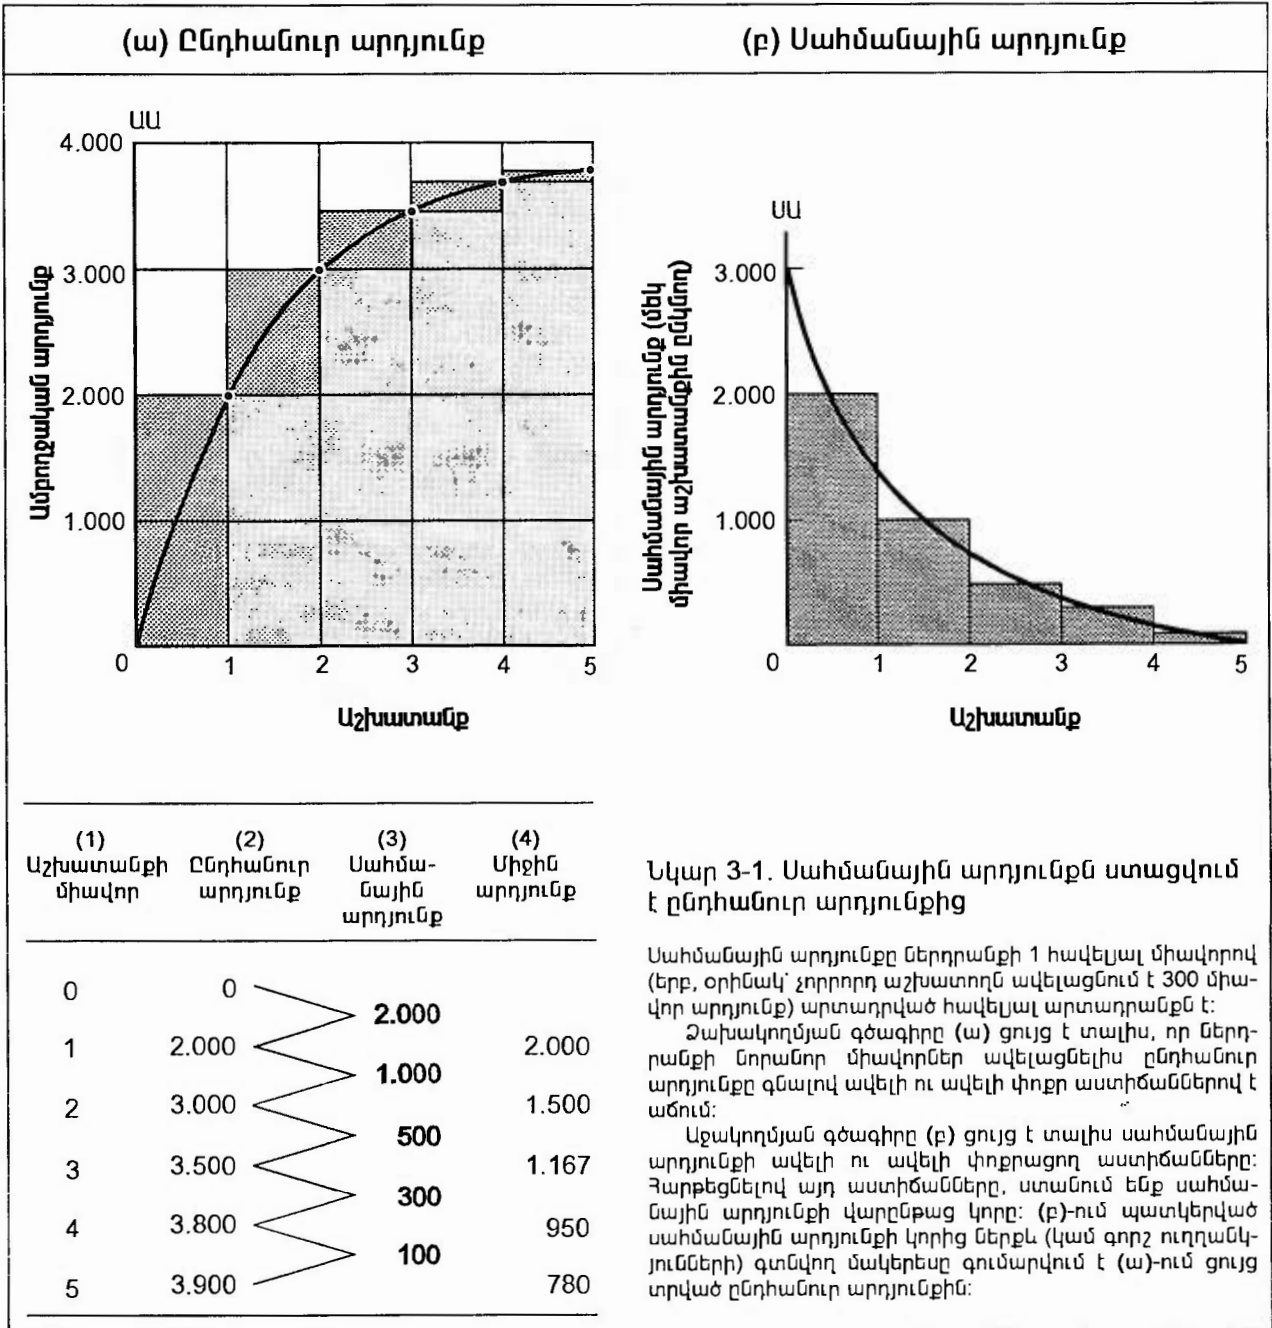 (ա) Ընդհանուր արդյունք
(բ) Սահմանային արդյունք
ԱԱ
4.000
3.000
2.000
1.000
Ամբողջական արդյունք
0 1 2 3 4 5
Աշխատանք
ՍԱ
3.000
2.000
1.000
Սահմանային արդյունք (մեկ
միավոր աշխատանքին ընկնող)
0 1 2 3 4 5
Աշխատանք
(1) (2) (3) (4)
Աշխատանքի Ընդհանուր Սահմա- Միջին
միավոր արդյունք նային արդյունք
արդյունք
0 0
2.000
1 2.000 2.000
1.000
2 3.000 1.500
500
3 3.500 1.167
300
4 3.800 950
100
5 3.900 780
Նկար 3-1. Սահմանային արդյունքն ստացվում
է ընդհանուր արդյունքից
Սահմանային արդյունքը ներդրանքի 1 հավելյալ միավորով
(երբ, օրինակ՝ չորրորդ աշխատողն ավելացնում է 300 միա-
վոր արդյունք) արտադրված հավելյալ արտադրանքն է:
Ձախակողմյան գծագիրը (ա) ցույց է տալիս, որ ներդ-
րանքի նորանոր միավորներ ավելացնելիս ընդհանուր
արդյունքը գնալով ավելի ու ավելի փոքր աստիճաններով է
աճում:
Աջակողմյան գծագիրը (բ) ցույց է տալիս սահմանային
արդյունքի ավելի ու ավելի փոքրացող աստիճանները:
Հարթեցնելով այդ աստիճանները, ստանում ենք սահմա-
նային արդյունքի վարընթաց կորը: (բ)-ում պատկերված
սահմանային արդյունքի կորից ներքև (կամ գորշ ուղղանկ-
յունների) գտնվող մակերեսը գումարվում է (ա)-ում ցույց
տրված ընդհանուր արդյունքին: